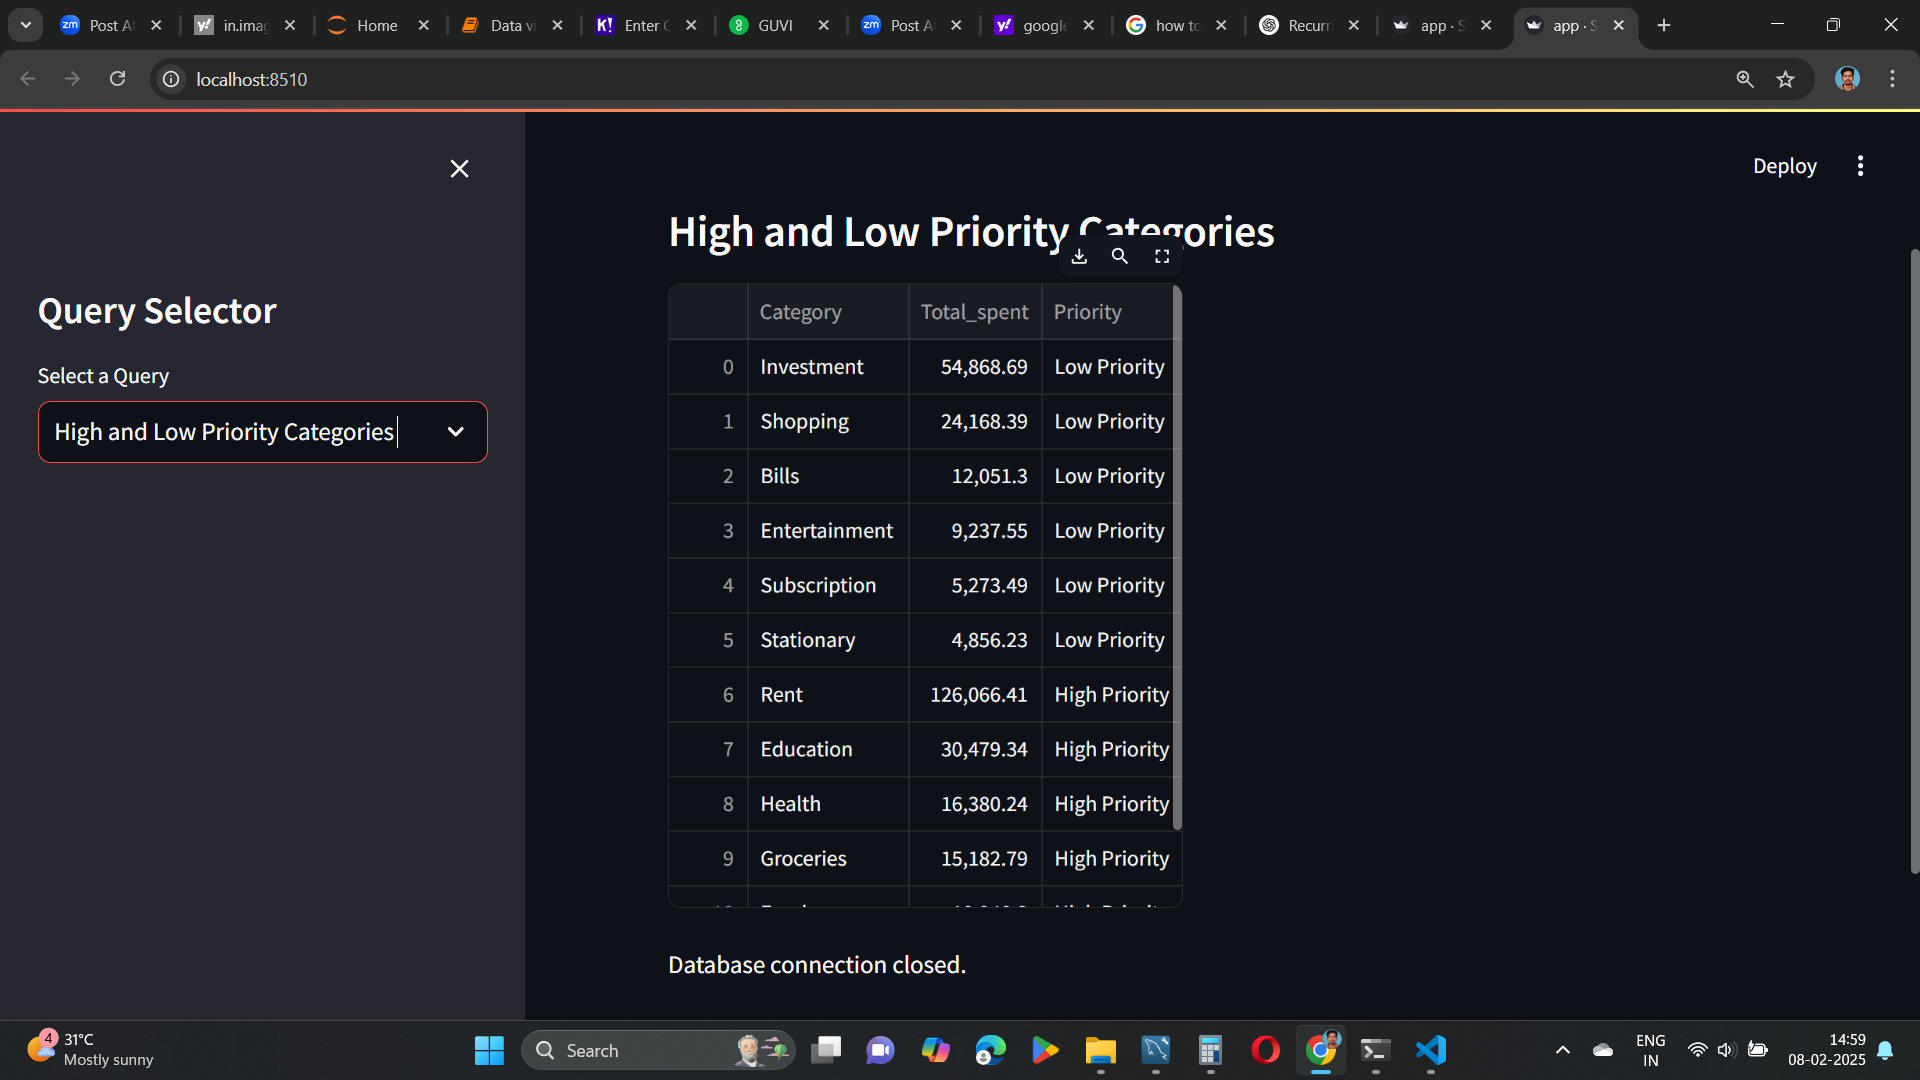 Post A
in.imag
Home
Data vi
Enter
GUVI
Post A
google
how to
Recurr
app · S
app · S
localhost:8510
Deploy
High and Low Priority Categories
Query Selector
Select a Query
High and Low Priority Categories
Category Total_spent Priority
0 Investment 54,868.69 Low Priority
1 Shopping 24,168.39 Low Priority
2 Bills 12,051.3 Low Priority
3 Entertainment 9,237.55 Low Priority
4 Subscription 5,273.49 Low Priority
5 Stationary 4,856.23 Low Priority
6 Rent 126,066.41 High Priority
7 Education 30,479.34 High Priority
8 Health 16,380.24 High Priority
9 Groceries 15,182.79 High Priority
Database connection closed.
4
31°C
Mostly sunny
Search
ENG
IN
14:59
08-02-2025